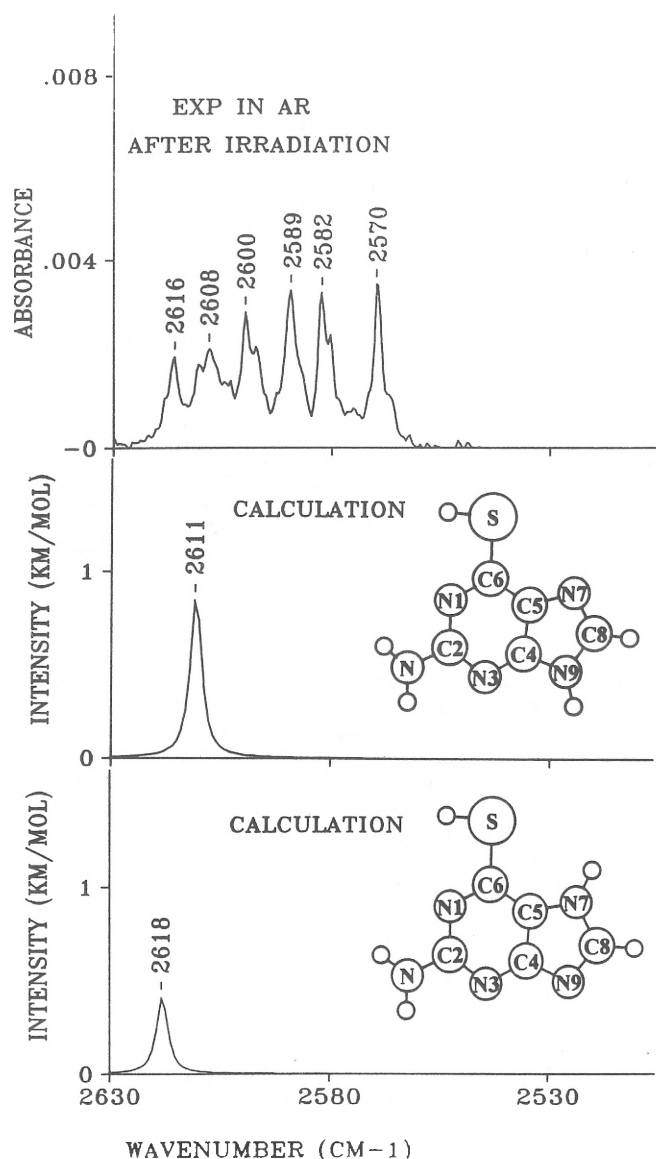 .008
EXP IN AR
AFTER IRRADIATION
ABSORBANCE
.004
2616
2608
2600
2589
2582
2570
-0
INTENSITY (KM/MOL)
CALCULATION
2611
1
0
S
C6
N1
C5
N7
C2
C4
C8
N
N3
N9
INTENSITY (KM/MOL)
CALCULATION
2618
1
0
S
C6
N1
C5
N7
C2
C4
C8
N
N3
N9
2630
2580
2530
WAVENUMBER (CM-1)